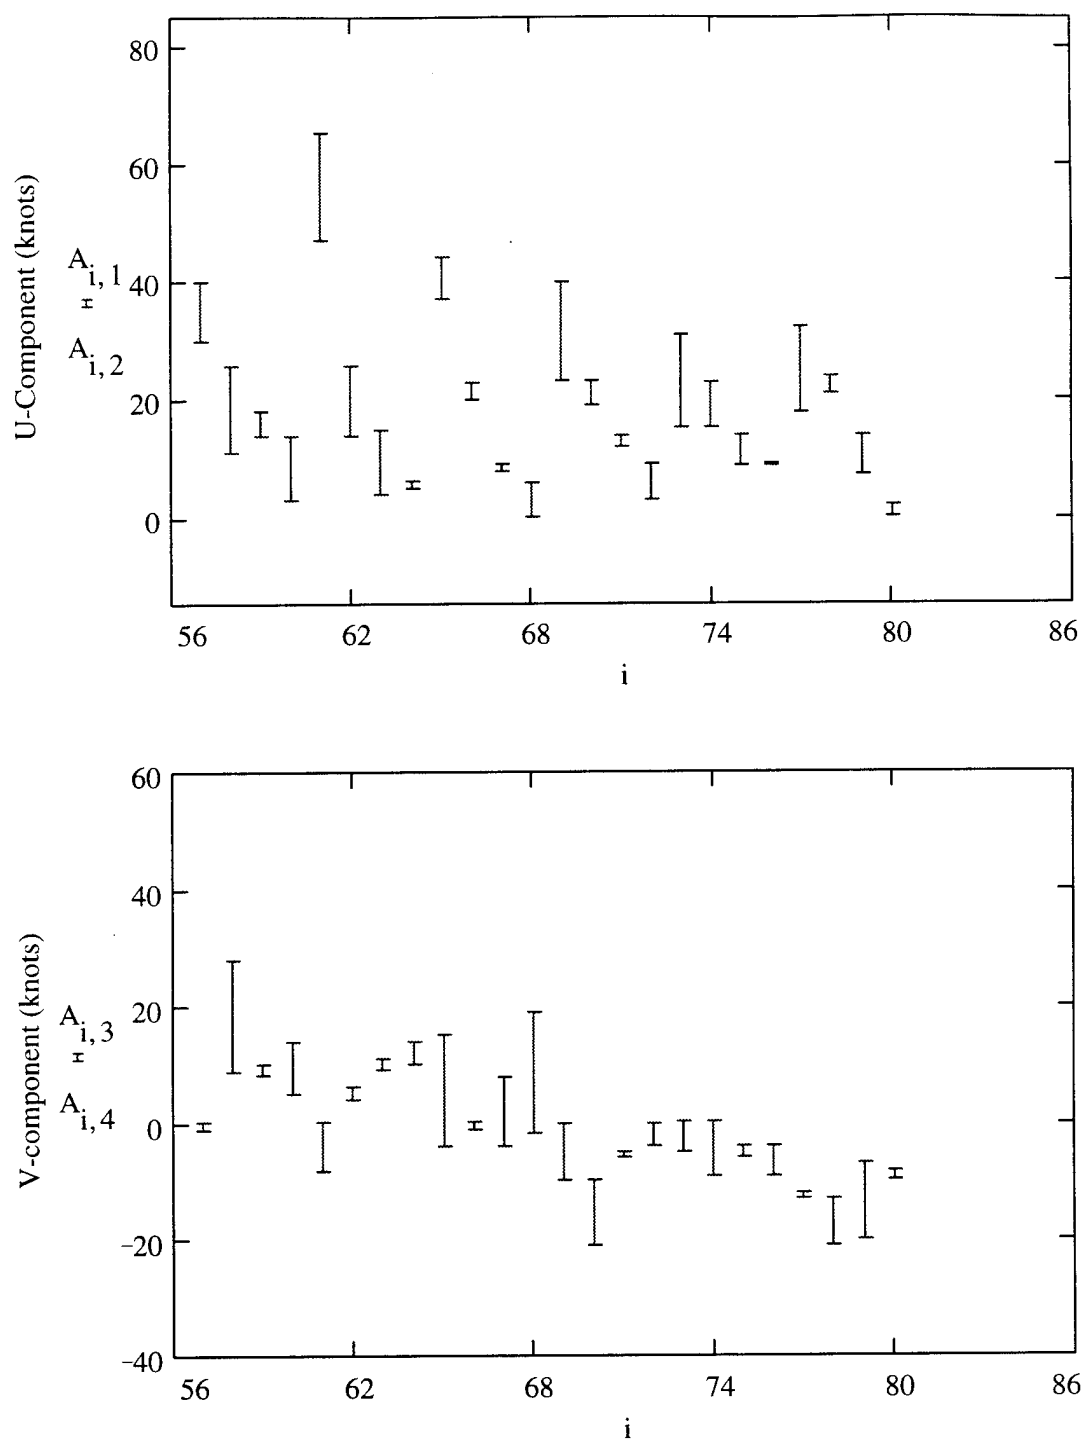 80
60
40
20
0
U-Component (knots)
A i, 1
A i, 2
56 62 68 74 80 86
i
60
40
20
0
−20
−40
V-component (knots)
A i, 3
A i, 4
56 62 68 74 80 86
i